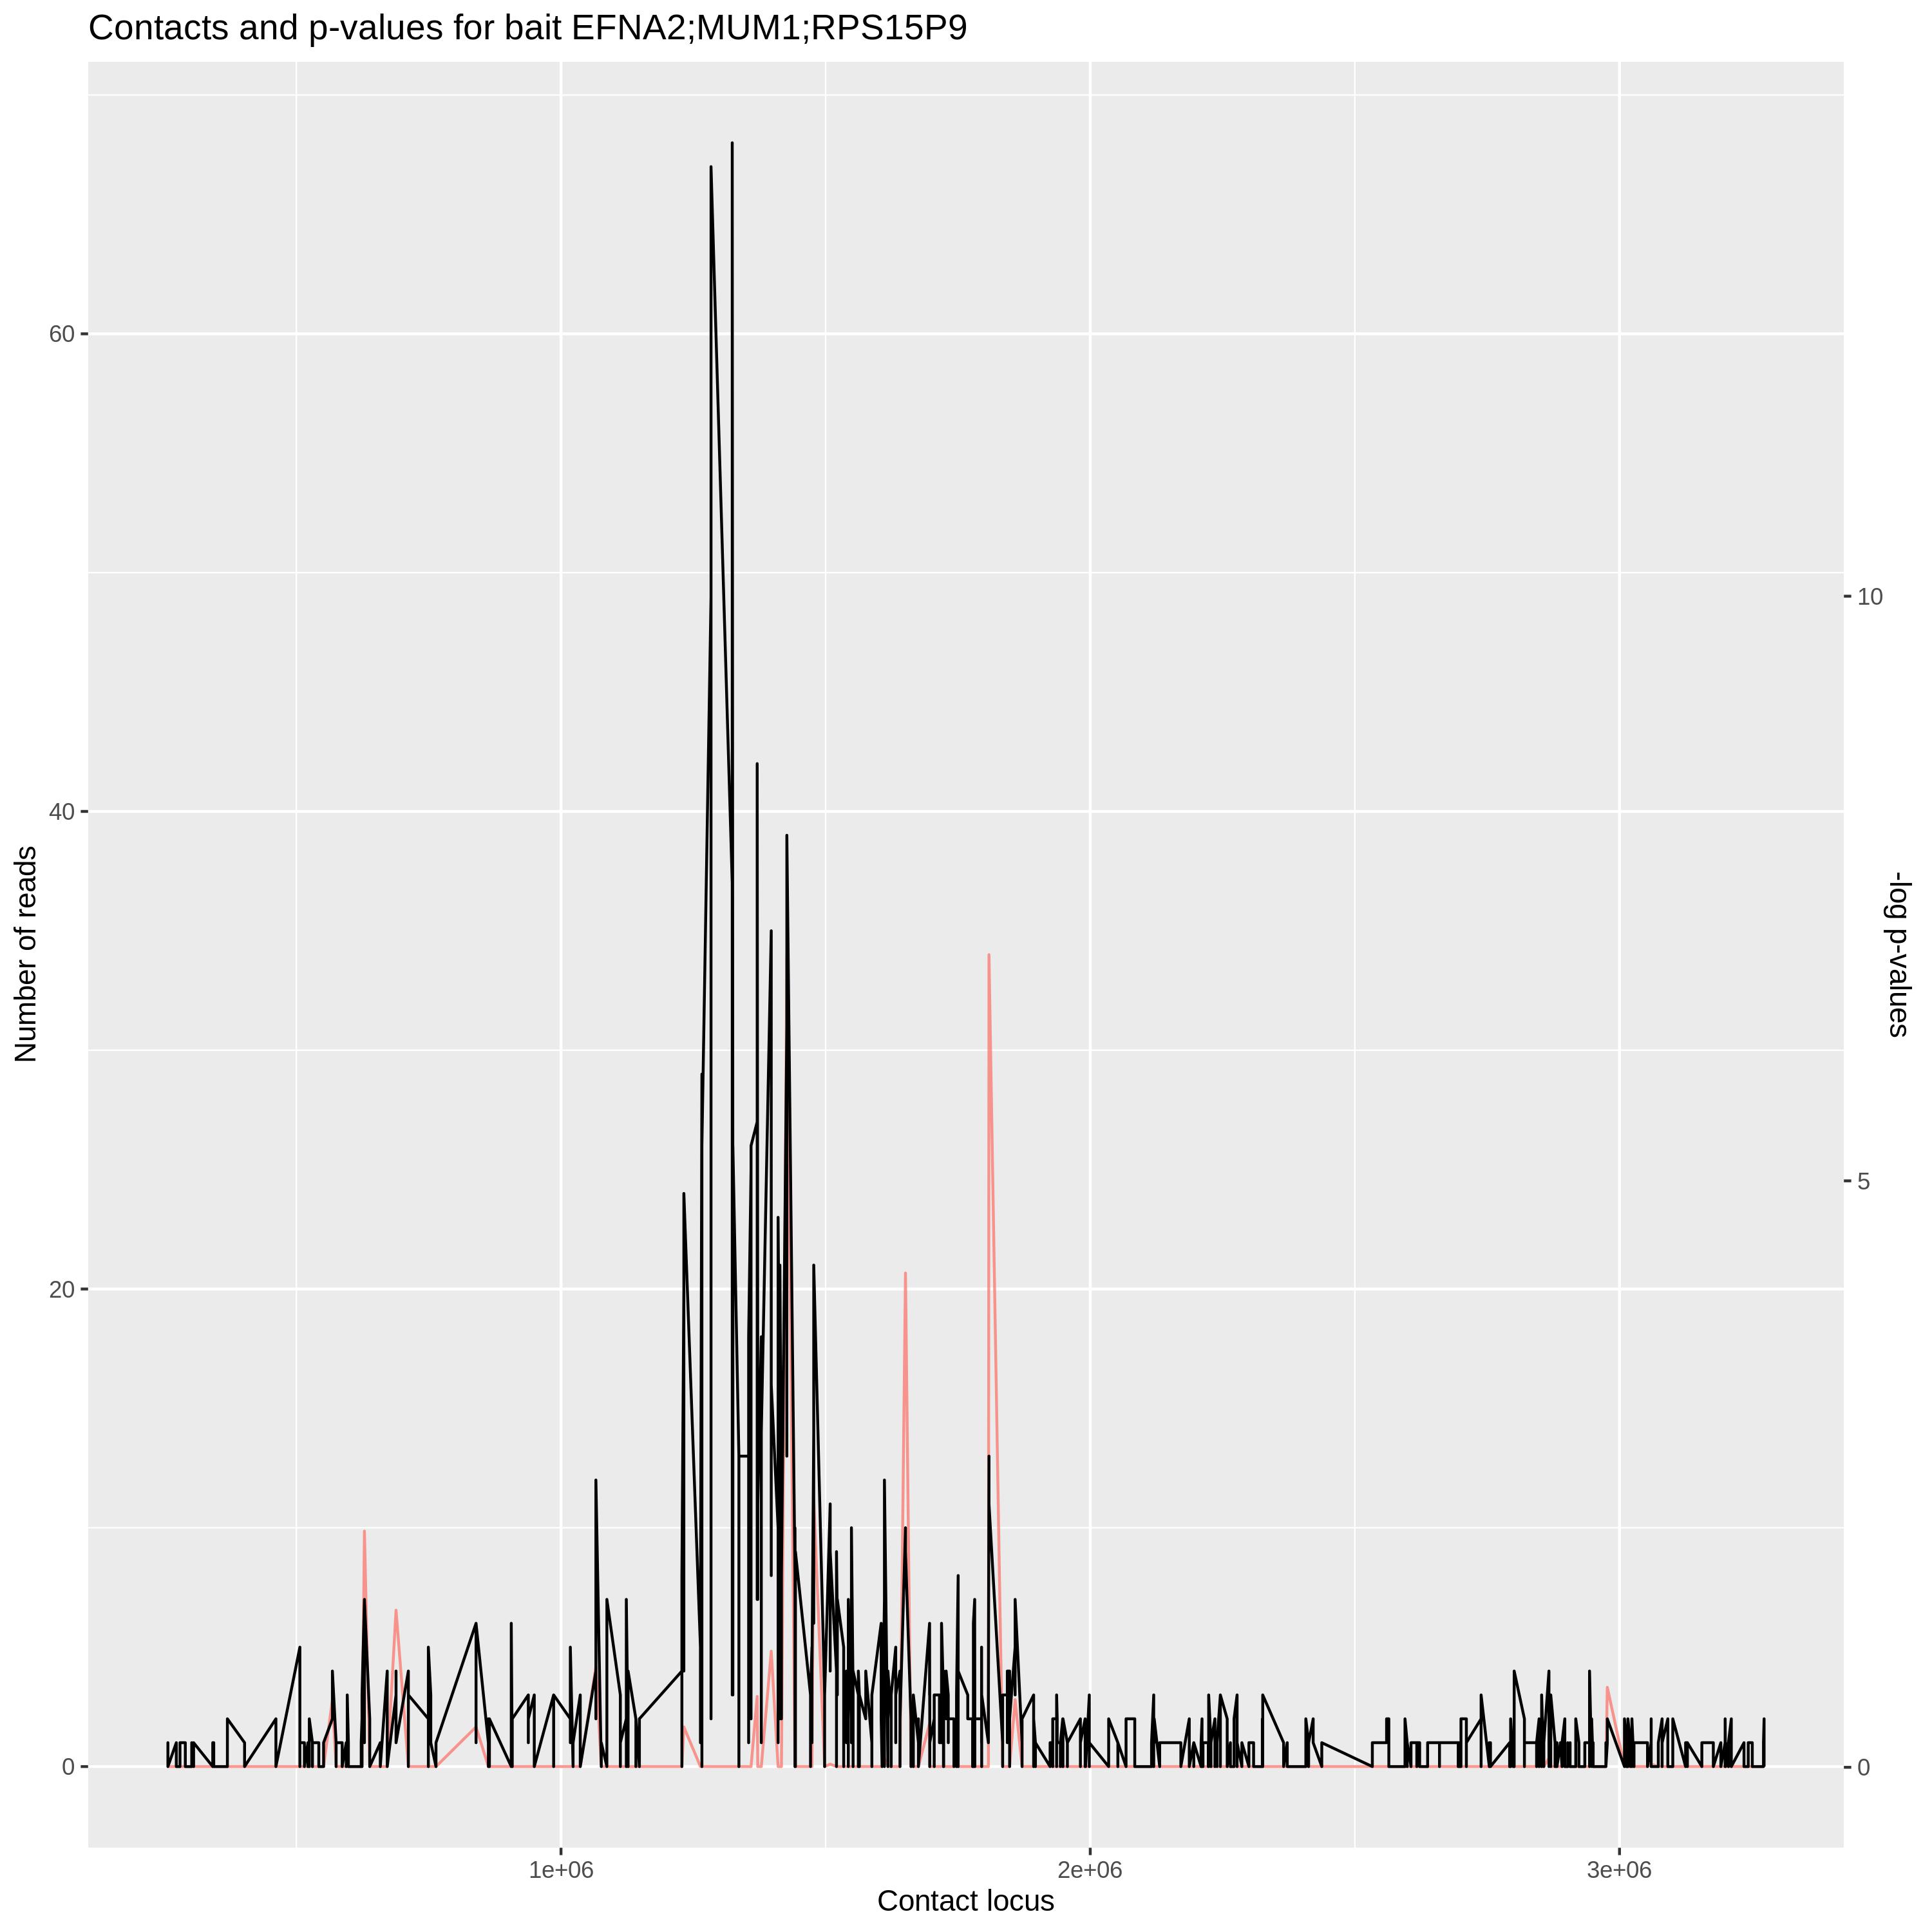 Contacts and p-values for bait EFNA2;MUM1;RPS15P9
60
40
20
0
Number of reads
10
5
0
-log p-values
1e+06
2e+06
3e+06
Contact locus